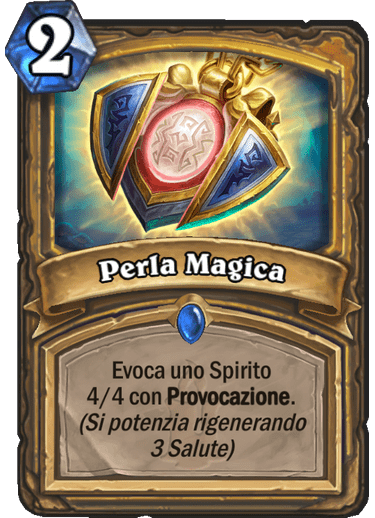 2
Perla Magica
Evoca uno Spirito
4/4 con Provocazione.
(Si potenzia rigenerando
3 Salute)